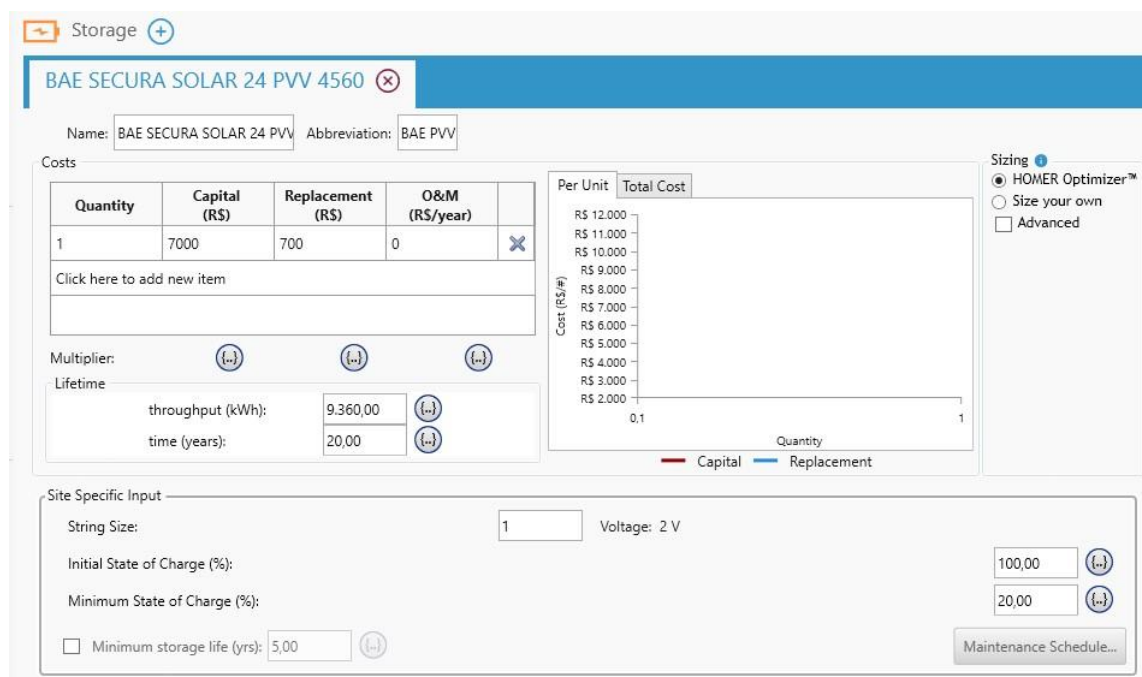 Storage
BAE SECURA SOLAR 24 PVV 4560
Name: BAE SECURA SOLAR 24 PVV Abbreviation: BAE PVV
Costs
Quantity Capital (R$) Replacement (R$) O&M (R$/year)
1 7000 700 0
Click here to add new item
Multiplier: {..} {..} {..}
Lifetime
throughput (kWh): 9.360,00 {..}
time (years): 20,00 {..}
Per Unit Total Cost
Cost (R$/#)
R$ 12.000
R$ 11.000
R$ 10.000
R$ 9.000
R$ 8.000
R$ 7.000
R$ 6.000
R$ 5.000
R$ 4.000
R$ 3.000
R$ 2.000
0,1 1
Quantity
Capital Replacement
Sizing
HOMER Optimizer™
Size your own
Advanced
Site Specific Input
String Size: 1 Voltage: 2 V
Initial State of Charge (%): 100,00 {..}
Minimum State of Charge (%): 20,00 {..}
Minimum storage life (yrs): 5,00 {..}
Maintenance Schedule...